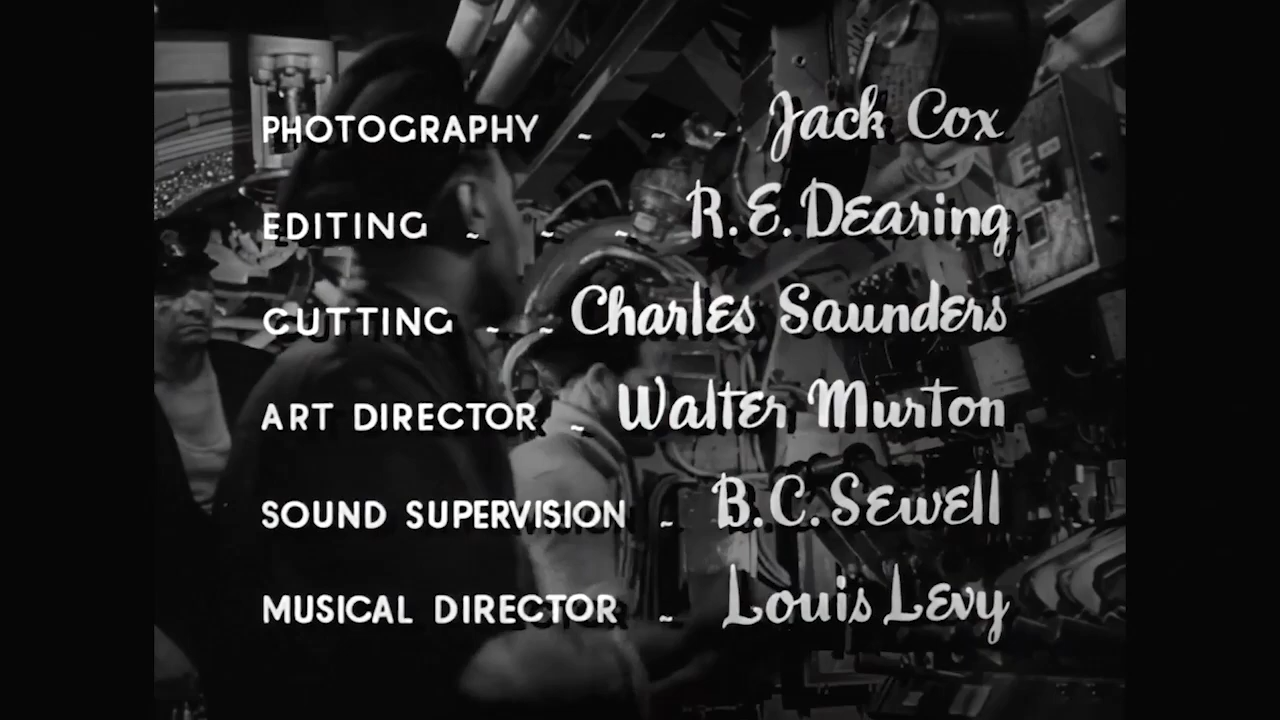 PHOTOGRAPHY - - - Jack Cox
EDITING - - - R.E. Dearing
CUTTING - - Charles Saunders
ART DIRECTOR - Walter Murton
SOUND SUPERVISION - B.C. Sewell
MUSICAL DIRECTOR - Louis Levy